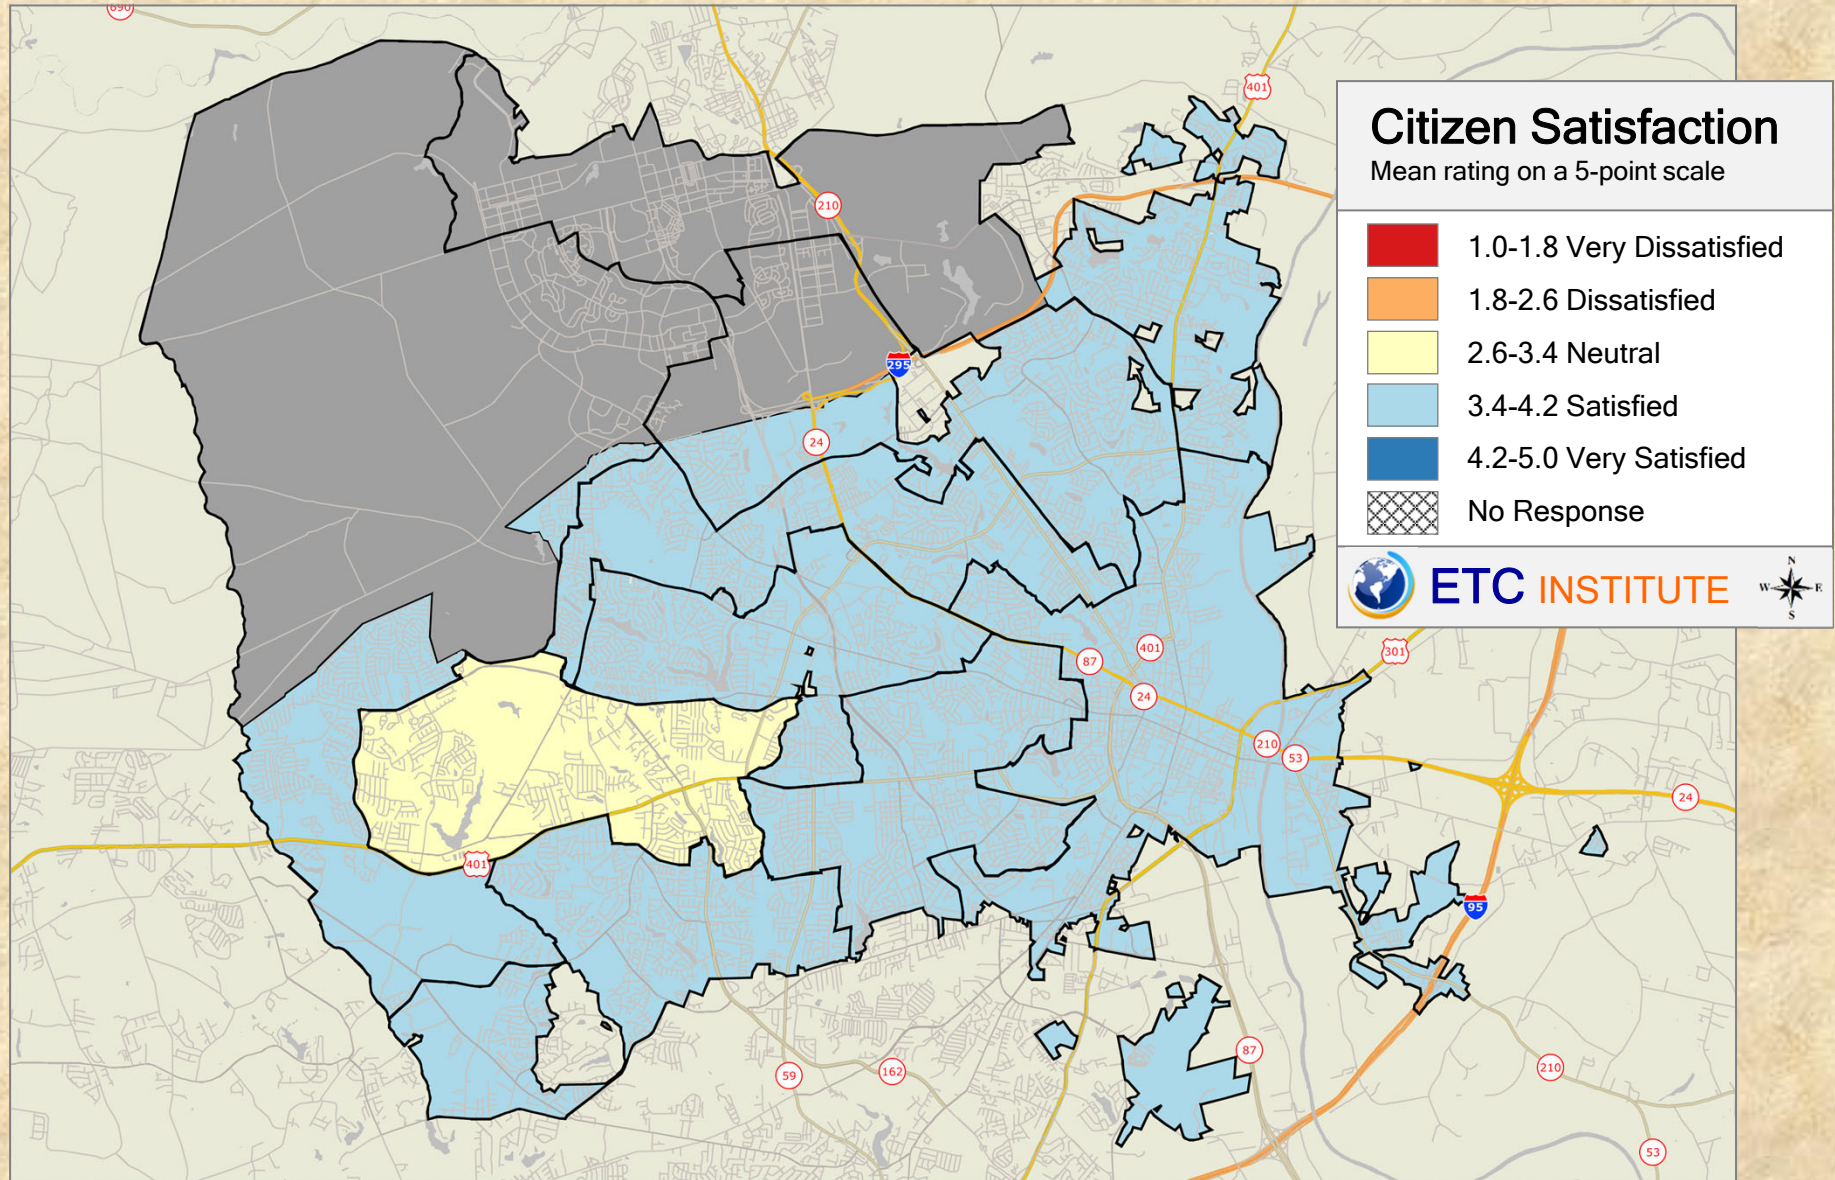 690
401
Citizen Satisfaction
Mean rating on a 5-point scale
210
1.0-1.8 Very Dissatisfied
1.8-2.6 Dissatisfied
2.6-3.4 Neutral
295
3.4-4.2 Satisfied
24
4.2-5.0 Very Satisfied
No Response
ETC INSTITUTE
N
W E
S
401
301
87
24
210
53
24
401
95
87
59
162
210
53